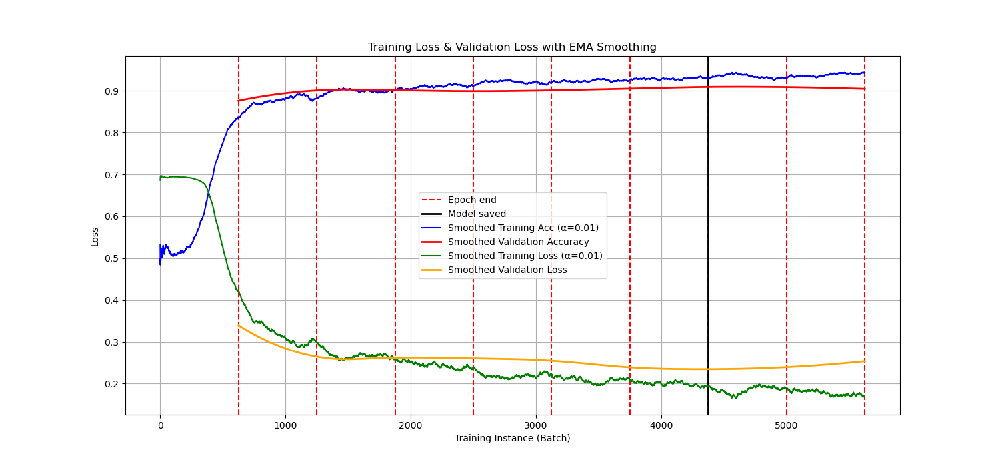 Training Loss & Validation Loss with EMA Smoothing
0.9
0.8
0.7
0.6
0.5
0.4
0.3
0.2
Loss
Epoch end
Model saved
Smoothed Training Acc (α=0.01)
Smoothed Validation Accuracy
Smoothed Training Loss (α=0.01)
Smoothed Validation Loss
0 1000 2000 3000 4000 5000
Training Instance (Batch)